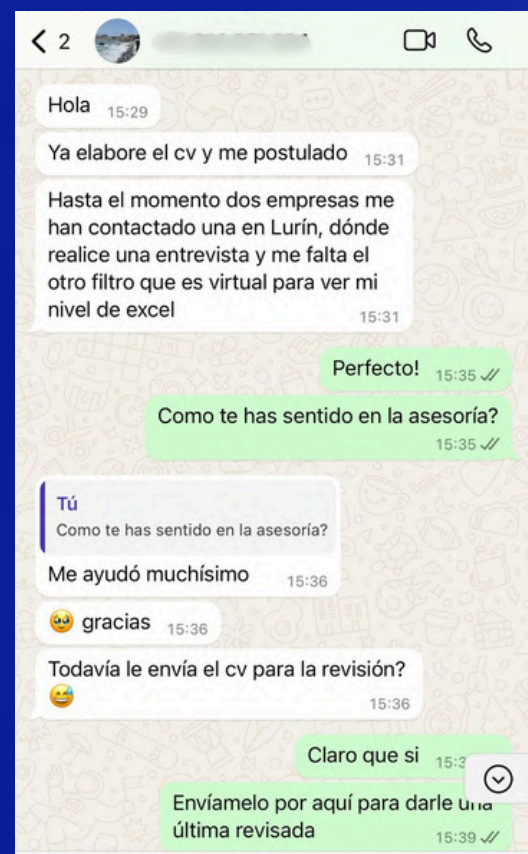 2
Hola 15:29
Ya elabore el cv y me postulado 15:31
Hasta el momento dos empresas me
han contactado una en Lurín, dónde
realice una entrevista y me falta el
otro filtro que es virtual para ver mi
nivel de excel
15:31
Perfecto! 15:35
Como te has sentido en la asesoría?
15:35
Tú
Como te has sentido en la asesoría?
Me ayudó muchísimo 15:36
🥹 gracias 15:36
Todavía le envía el cv para la revisión?
😅
15:36
Claro que si
Envíamelo por aquí para darle una
última revisada
15:39